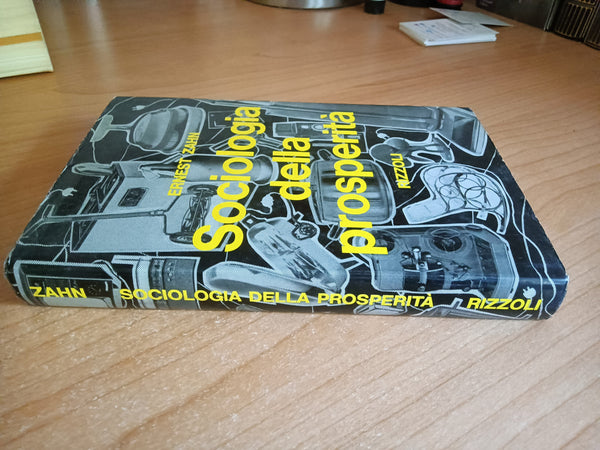 ERNEST ZAHN
Sociologia
della
prosperità
RIZZOLI
ZAHN SOCIOLOGIA DELLA PROSPERITÀ RIZZOLI